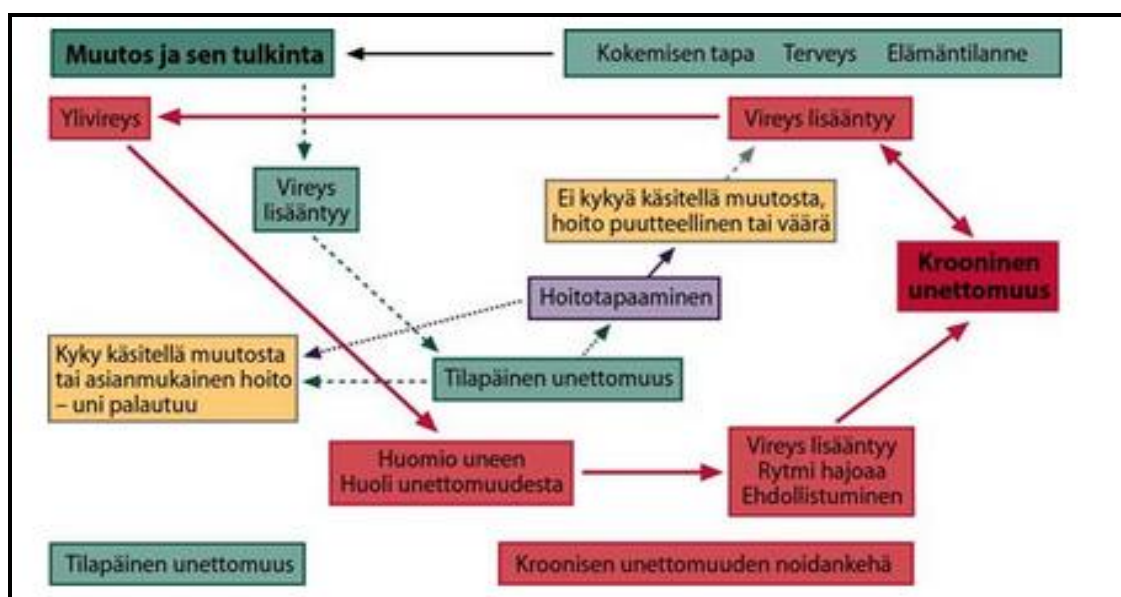 Muutos ja sen tulkinta
Kokemisen tapa Terveys Elämäntilanne
Ylivireys
Vireys lisääntyy
Vireys
lisääntyy
Ei kykyä käsitellä muutosta,
hoito puutteellinen tai väärä
Krooninen
unettomuus
Hoitotapaaminen
Kyky käsitellä muutosta
tai asianmukainen hoito
– uni palautuu
Tilapäinen unettomuus
Huomio uneen
Huoli unettomuudesta
Vireys lisääntyy
Rytmi hajoaa
Ehdollistuminen
Tilapäinen unettomuus
Kroonisen unettomuuden noidankehä